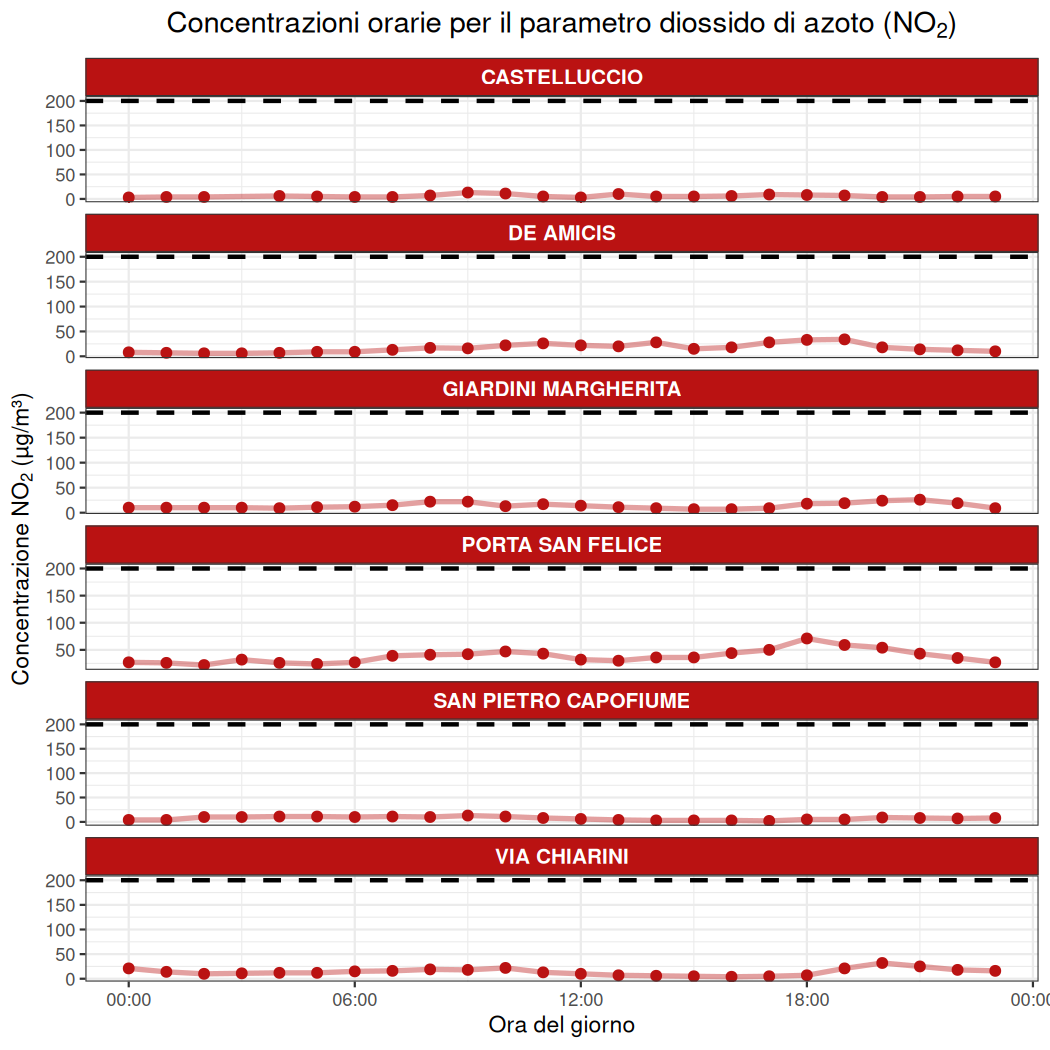 Concentrazioni orarie per il parametro diossido di azoto (NO₂)
Concentrazione NO₂ (µg/m³)
CASTELLUCCIO
200
150
100
50
0
DE AMICIS
200
150
100
50
0
GIARDINI MARGHERITA
200
150
100
50
0
PORTA SAN FELICE
200
150
100
50
SAN PIETRO CAPOFIUME
200
150
100
50
0
VIA CHIARINI
200
150
100
50
0
00:00 06:00 12:00 18:00 00:0
Ora del giorno